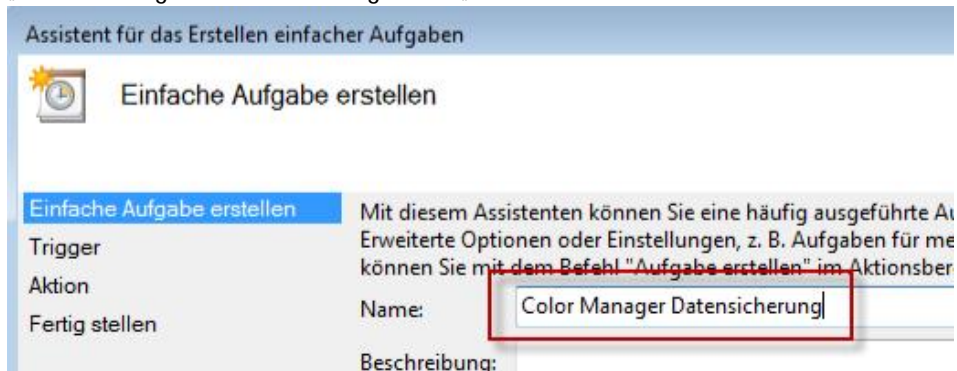 Assistent für das Erstellen einfacher Aufgaben
Einfache Aufgabe erstellen
Einfache Aufgabe erstellen
Trigger
Aktion
Fertig stellen
Mit diesem Assistenten können Sie eine häufig ausgeführte
Erweiterte Optionen oder Einstellungen, z. B. Aufgaben für
können Sie mit dem Befehl "Aufgabe erstellen" im
Name: Color Manager Datensicherung
Beschreibung: